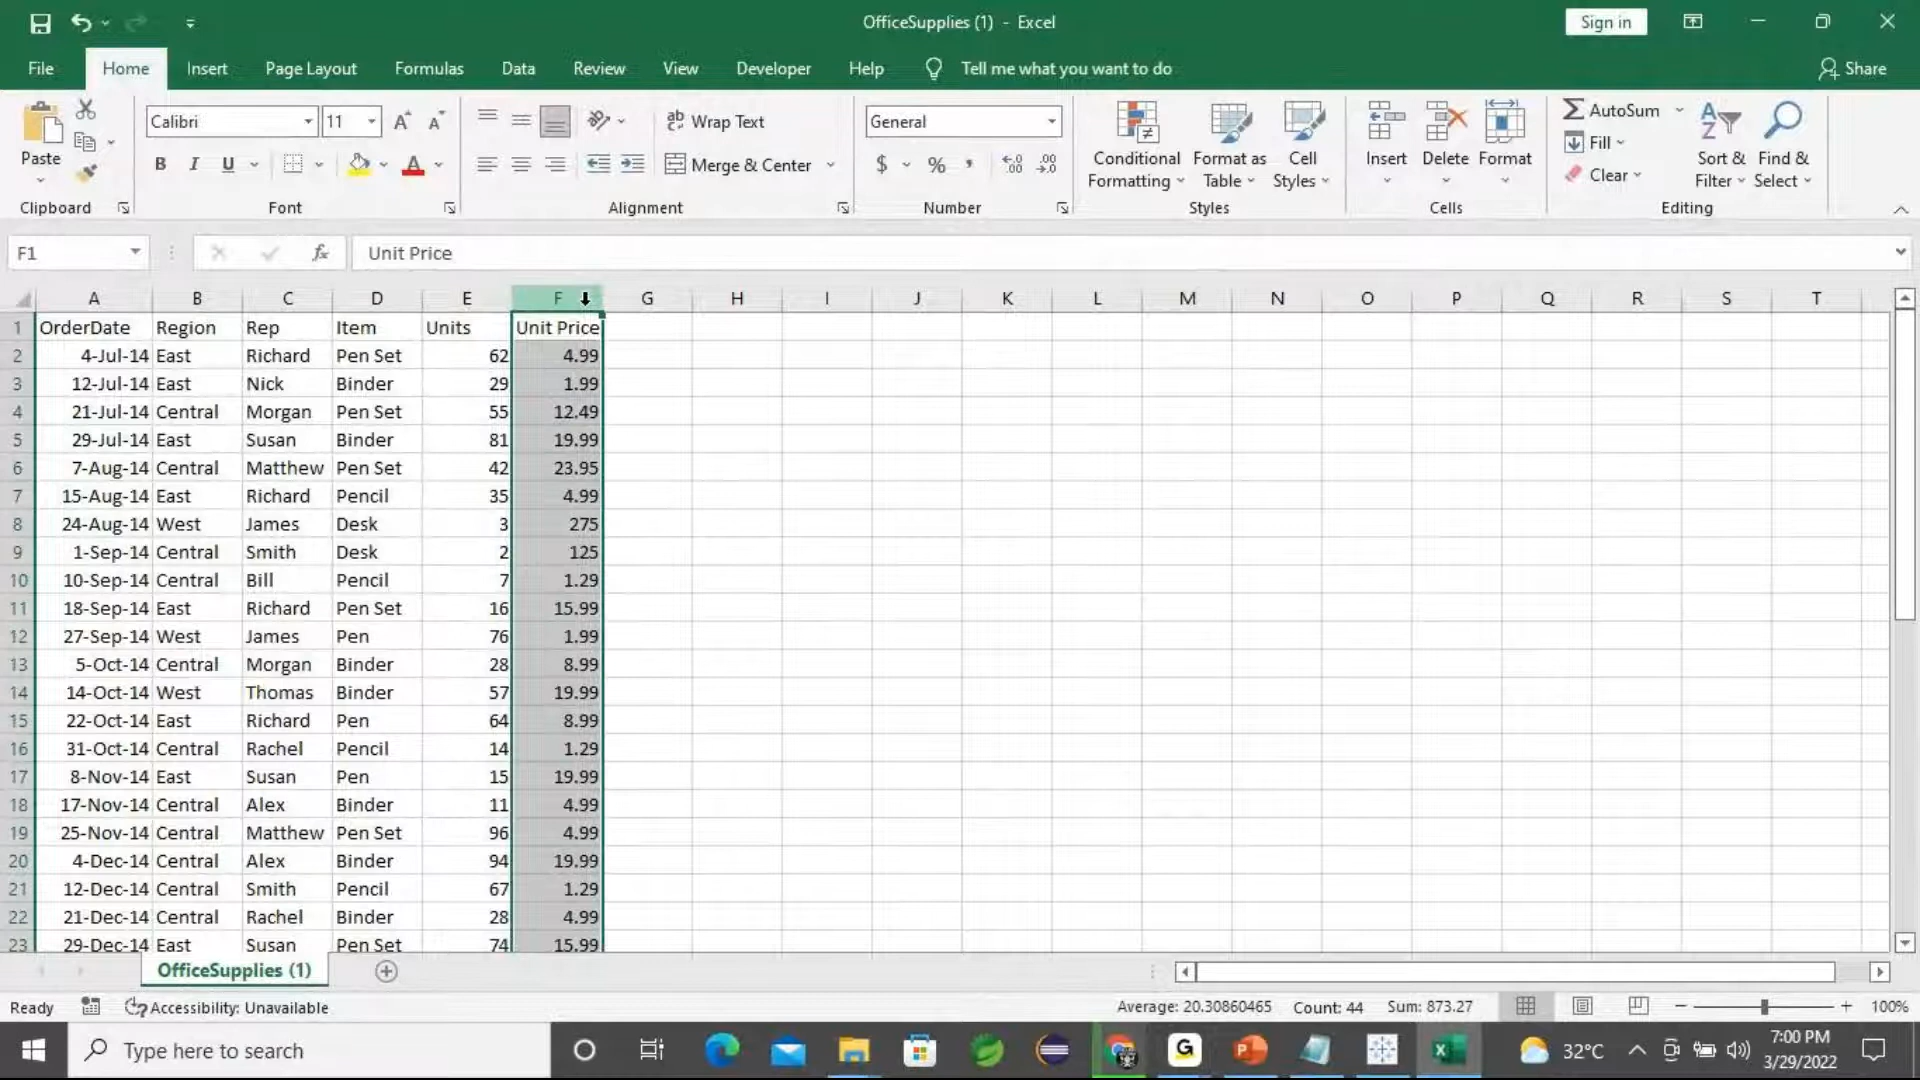 OfficeSupplies (1) - Excel
Sign in
File Home Insert Page Layout Formulas Data Review View Developer Help Tell me what you want to do Share
Paste
Calibri 11
Wrap Text
General
Conditional Formatting
Format as Table
Cell Styles
Insert Delete Format
AutoSum
Fill
Clear
Sort & Filter
Find & Select
B I U A
Merge & Center
$ %
Clipboard Font Alignment Number Styles Cells Editing
F1 fx Unit Price
A B C D E F G H I J K L M N O P Q R S T
1 OrderDate Region Rep Item Units Unit Price
2 4-Jul-14 East Richard Pen Set 62 4.99
3 12-Jul-14 East Nick Binder 29 1.99
4 21-Jul-14 Central Morgan Pen Set 55 12.49
5 29-Jul-14 East Susan Binder 81 19.99
6 7-Aug-14 Central Matthew Pen Set 42 23.95
7 15-Aug-14 East Richard Pencil 35 4.99
8 24-Aug-14 West James Desk 3 275
9 1-Sep-14 Central Smith Desk 2 125
10 10-Sep-14 Central Bill Pencil 7 1.29
11 18-Sep-14 East Richard Pen Set 16 15.99
12 27-Sep-14 West James Pen 76 1.99
13 5-Oct-14 Central Morgan Binder 28 8.99
14 14-Oct-14 West Thomas Binder 57 19.99
15 22-Oct-14 East Richard Pen 64 8.99
16 31-Oct-14 Central Rachel Pencil 14 1.29
17 8-Nov-14 East Susan Pen 15 19.99
18 17-Nov-14 Central Alex Binder 11 4.99
19 25-Nov-14 Central Matthew Pen Set 96 4.99
20 4-Dec-14 Central Alex Binder 94 19.99
21 12-Dec-14 Central Smith Pencil 67 1.29
22 21-Dec-14 Central Rachel Binder 28 4.99
23 29-Dec-14 East Susan Pen Set 74 15.99
OfficeSupplies (1)
Ready Accessibility: Unavailable Average: 20.30860465 Count: 44 Sum: 873.27 100%
Type here to search 32°C 7:00 PM
3/29/2022